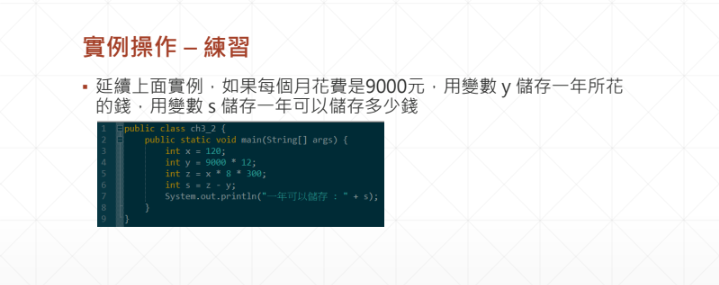 實例操作 – 練習
▪ 延續上面實例，如果每個月花費是9000元，用變數 y 儲存一年所花
的錢，用變數 s 儲存一年可以儲存多少錢
1 public class ch3_2 {
2 public static void main(String[] args) {
3 int x = 120;
4 int y = 9000 * 12;
5 int z = x * 8 * 300;
6 int s = z - y;
7 System.out.println("一年可以儲存 : " + s);
8 }
9 }